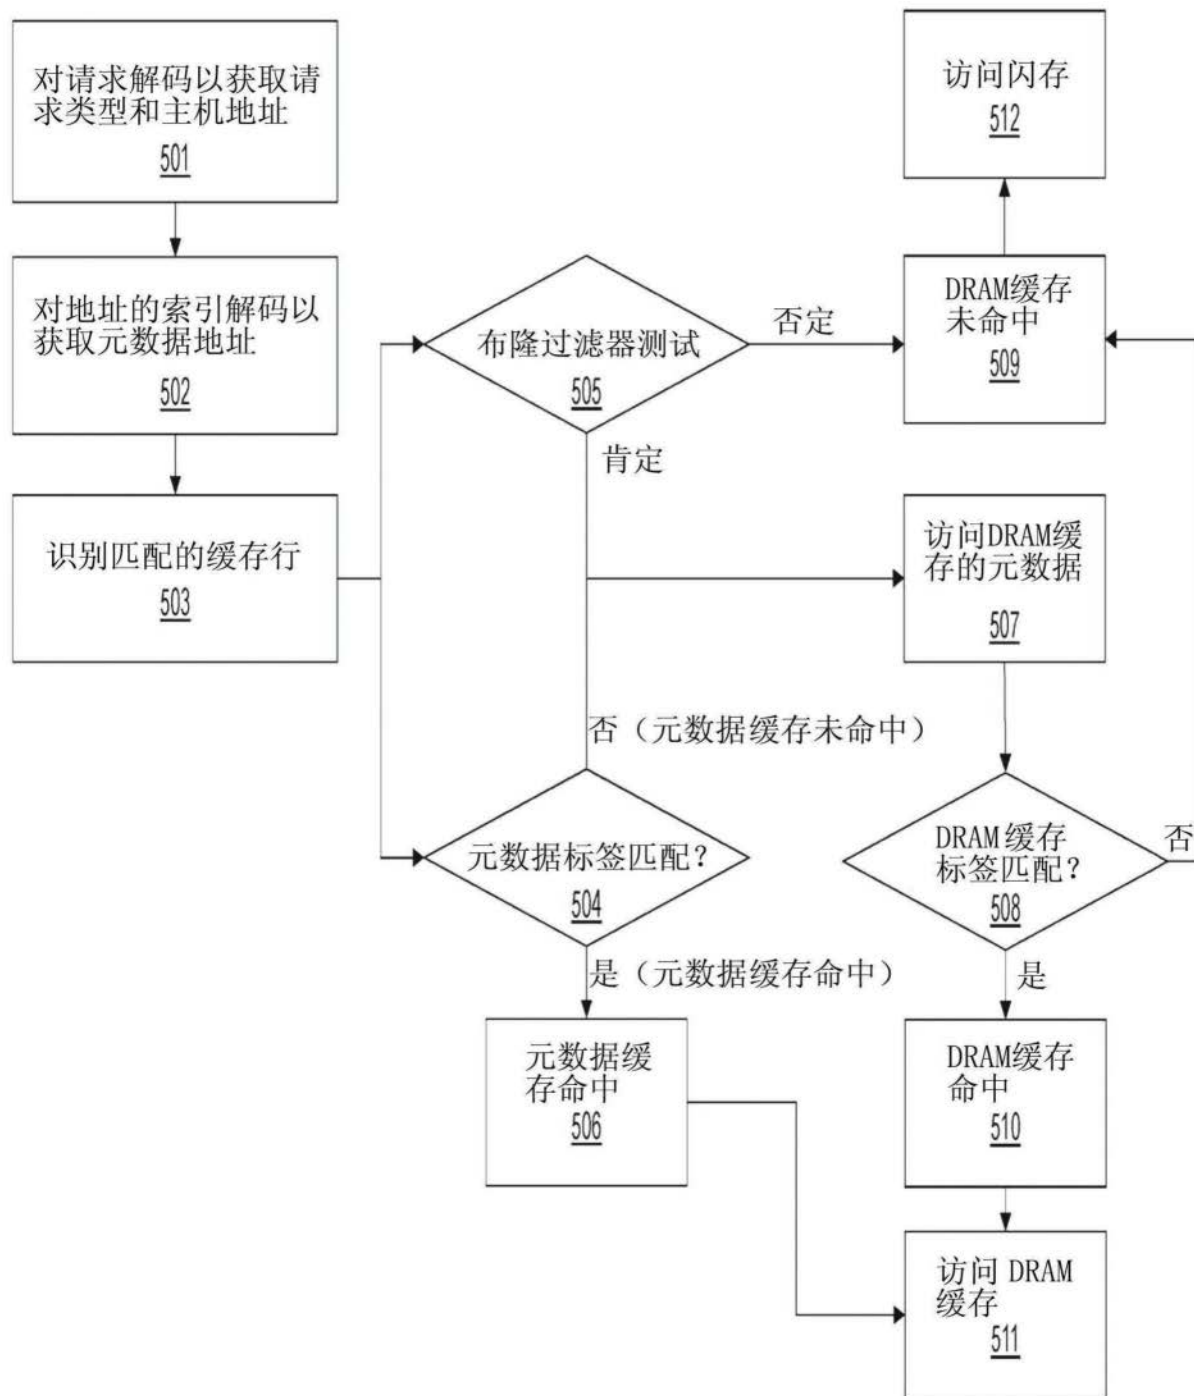 对请求解码以获取请
求类型和主机地址
501
对地址的索引解码以
获取元数据地址
502
识别匹配的缓存行
503
布隆过滤器测试
505
否定
肯定
否（元数据缓存未命中）
元数据标签匹配？
504
是（元数据缓存命中）
元数据缓
存命中
506
访问闪存
512
DRAM缓存
未命中
509
访问DRAM缓
存的元数据
507
DRAM缓存
标签匹配？
508
否
是
DRAM缓存
命中
510
访问 DRAM
缓存
511